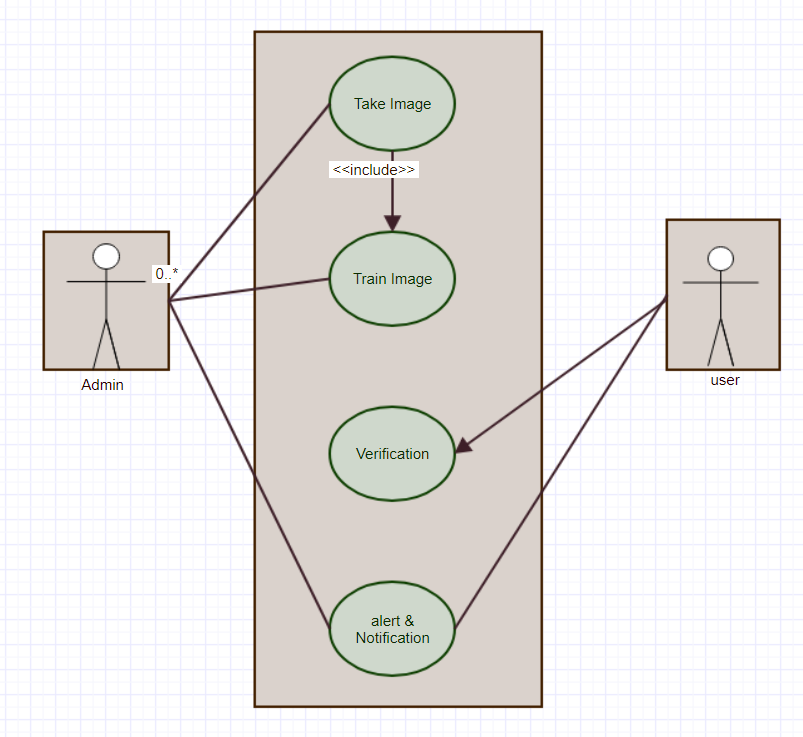 Take Image
<<include>>
0..*
Train Image
Admin
user
Verification
alert &
Notification